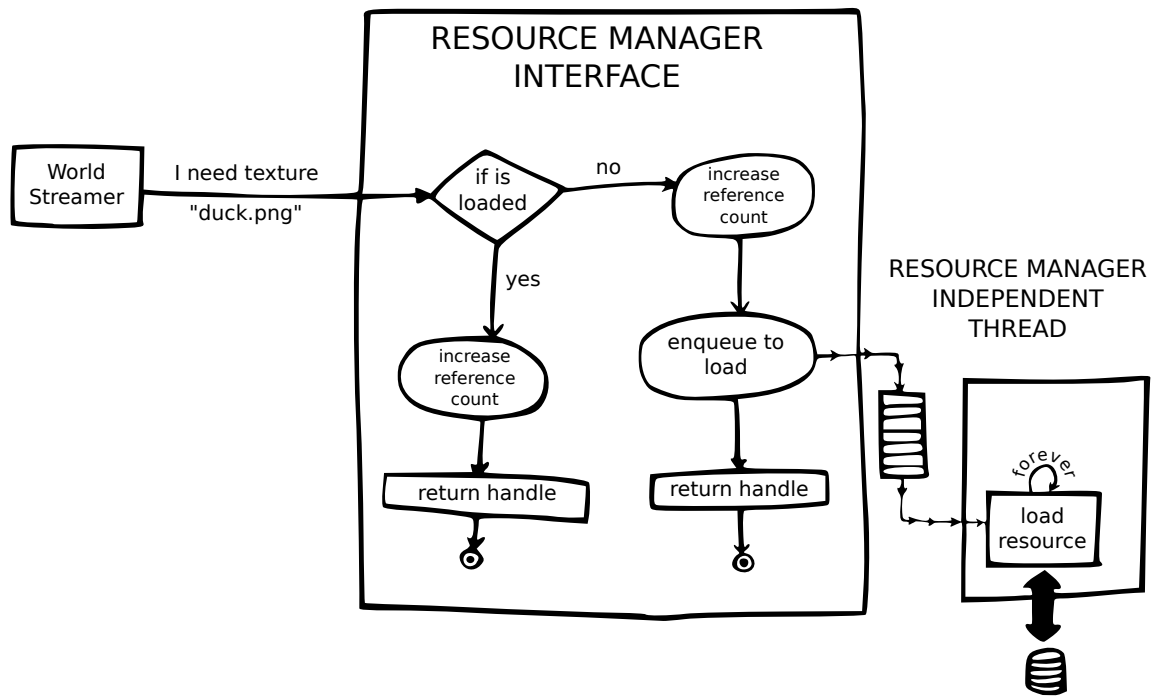 RESOURCE MANAGER
INTERFACE
World
Streamer
I need texture
"duck.png"
if is
loaded
no
increase
reference
count
yes
increase
reference
count
enqueue to
load
return handle
return handle
RESOURCE MANAGER
INDEPENDENT
THREAD
forever
load
resource